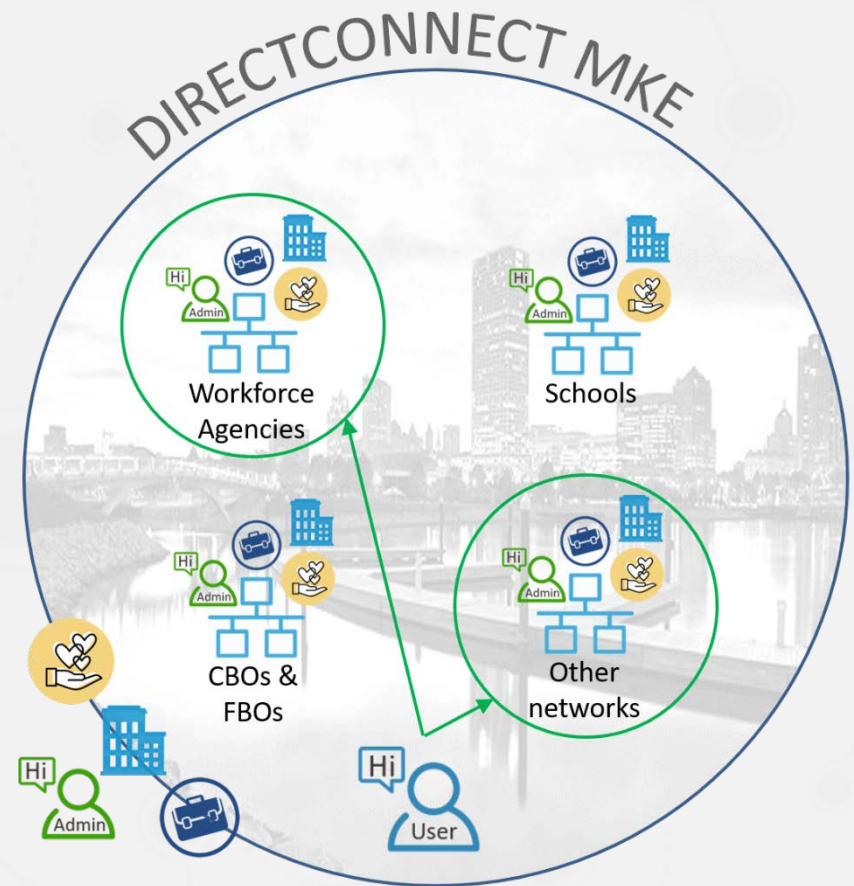 DIRECTCONNECT MKE
Hi
Admin
Workforce
Agencies
Hi
Admin
Schools
Hi
Admin
CBOs &
FBOs
Hi
Admin
Other
networks
Hi
Admin
Hi
User